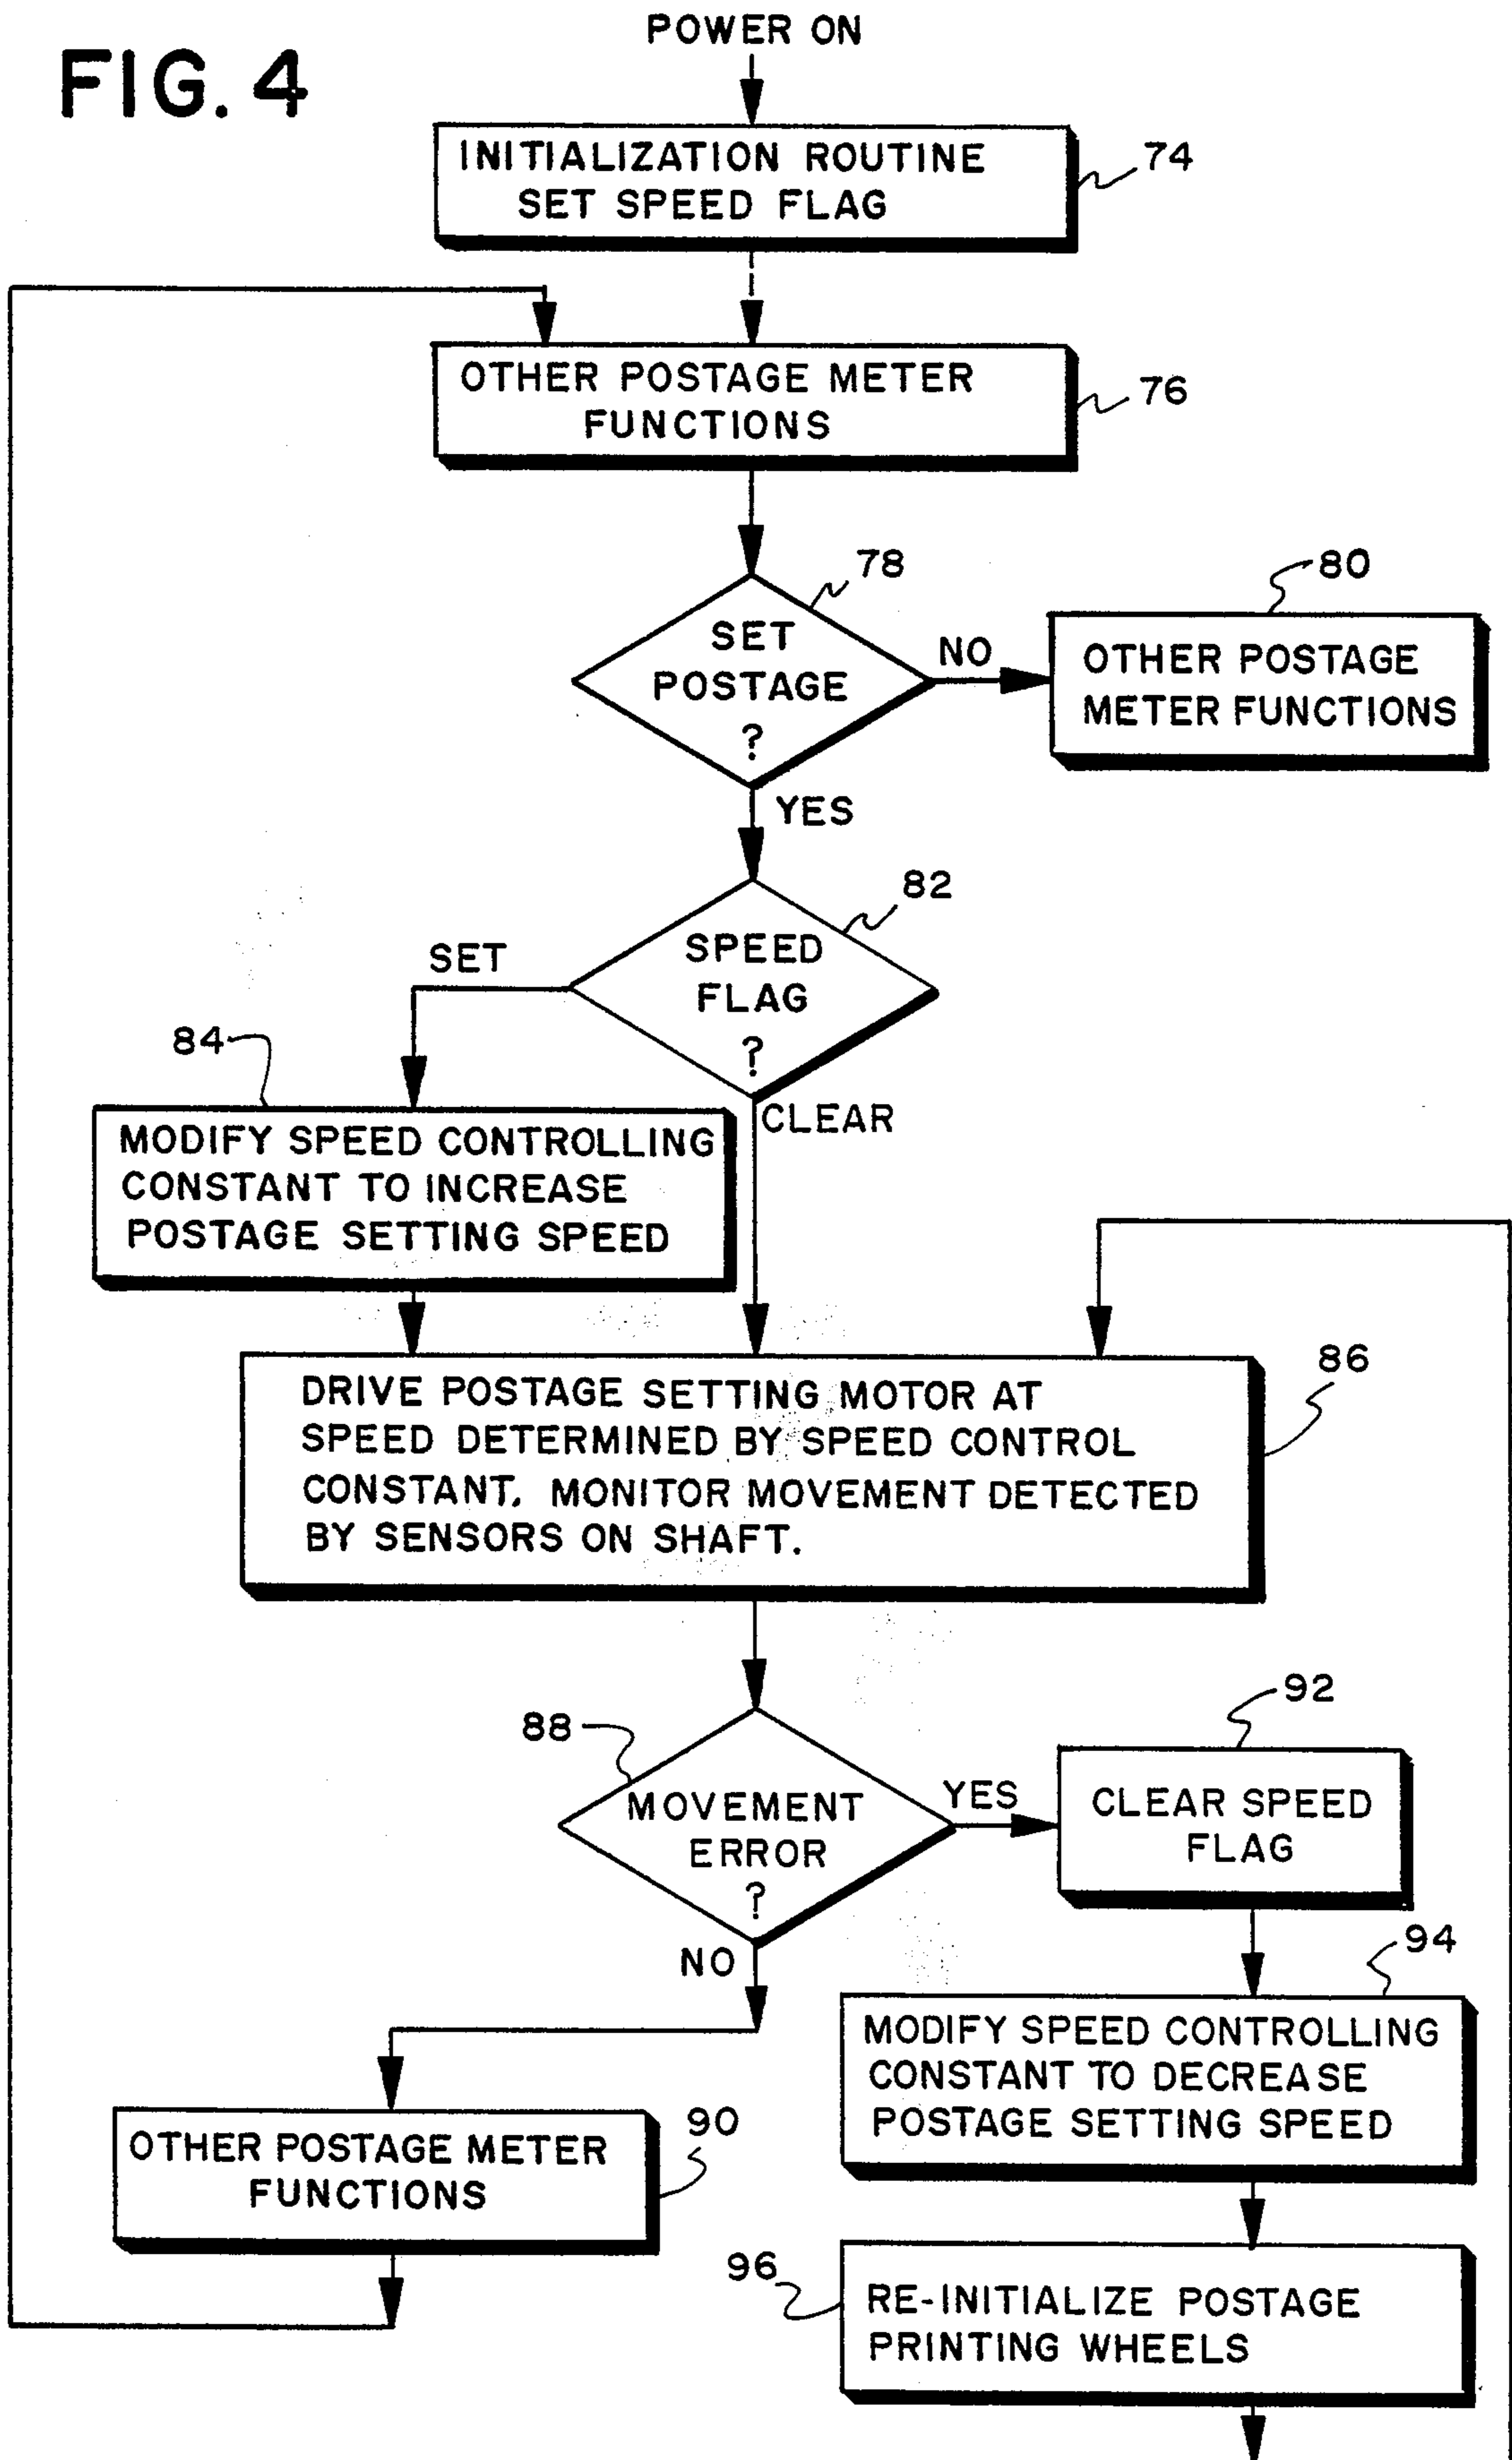 FIG. 4
POWER ON
INITIALIZATION ROUTINE
SET SPEED FLAG
74
OTHER POSTAGE METER
FUNCTIONS
76
78
SET
POSTAGE
?
NO
80
OTHER POSTAGE
METER FUNCTIONS
YES
82
SPEED
FLAG
?
SET
CLEAR
84
MODIFY SPEED CONTROLLING
CONSTANT TO INCREASE
POSTAGE SETTING SPEED
86
DRIVE POSTAGE SETTING MOTOR AT
SPEED DETERMINED BY SPEED CONTROL
CONSTANT. MONITOR MOVEMENT DETECTED
BY SENSORS ON SHAFT.
88
MOVEMENT
ERROR
?
YES
92
CLEAR SPEED
FLAG
NO
94
MODIFY SPEED CONTROLLING
CONSTANT TO DECREASE
POSTAGE SETTING SPEED
90
OTHER POSTAGE METER
FUNCTIONS
96
RE-INITIALIZE POSTAGE
PRINTING WHEELS